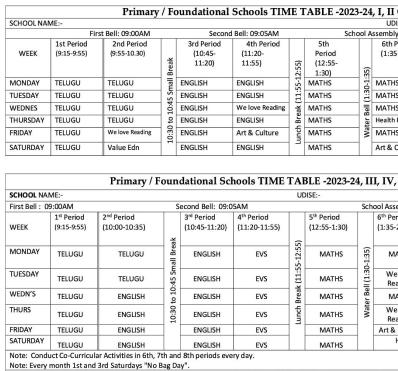 Primary / Foundational Schools TIME TABLE -2023-24, I, II
SCHOOL NAME:- UD
First Bell: 09:00AM Second Bell: 09:05AM School Assembly
WEEK 1st Period (9:15-9:55) 2nd Period (9:55-10.30) 10:30 to 10:45 Small Break 3rd Period (10:45-11:20) 4th Period (11:20-11:55) Lunch Break (11:55-12:55) 5th Period (12:55-1:30) Water Bell (1:30-1:35) 6th P (1:35
MONDAY TELUGU TELUGU ENGLISH ENGLISH MATHS MATHS
TUESDAY TELUGU TELUGU ENGLISH ENGLISH MATHS MATHS
WEDNES TELUGU TELUGU ENGLISH We love Reading MATHS MATHS
THURSDAY TELUGU TELUGU ENGLISH ENGLISH MATHS Health
FRIDAY TELUGU We love Reading ENGLISH Art & Culture MATHS MATHS
SATURDAY TELUGU Value Edn ENGLISH ENGLISH MATHS Art & C
Primary / Foundational Schools TIME TABLE -2023-24, III, IV,
SCHOOL NAME:- UDISE:-
First Bell : 09:00AM Second Bell: 09:05AM School Asse
WEEK 1st Period (9:15-9:55) 2nd Period (10:00-10:35) 10:30 to 10:45 Small Break 3rd Period (10:45-11:20) 4th Period (11:20-11:55) Lunch Break (11:55-12:55) 5th Period (12:55-1:30) Water Bell (1:30-1:35) 6th Per (1:35-2
MONDAY TELUGU TELUGU ENGLISH EVS MATHS MA
TUESDAY TELUGU TELUGU ENGLISH EVS MATHS We Rea
WEDN'S TELUGU ENGLISH ENGLISH EVS MATHS MA
THURS TELUGU ENGLISH ENGLISH EVS MATHS We Rea
FRIDAY TELUGU ENGLISH ENGLISH EVS MATHS Art &
SATURDAY TELUGU ENGLISH ENGLISH EVS MATHS H
Note: Conduct Co-Curricular Activities in 6th, 7th and 8th periods every day.
Note: Every month 1st and 3rd Saturdays "No Bag Day".